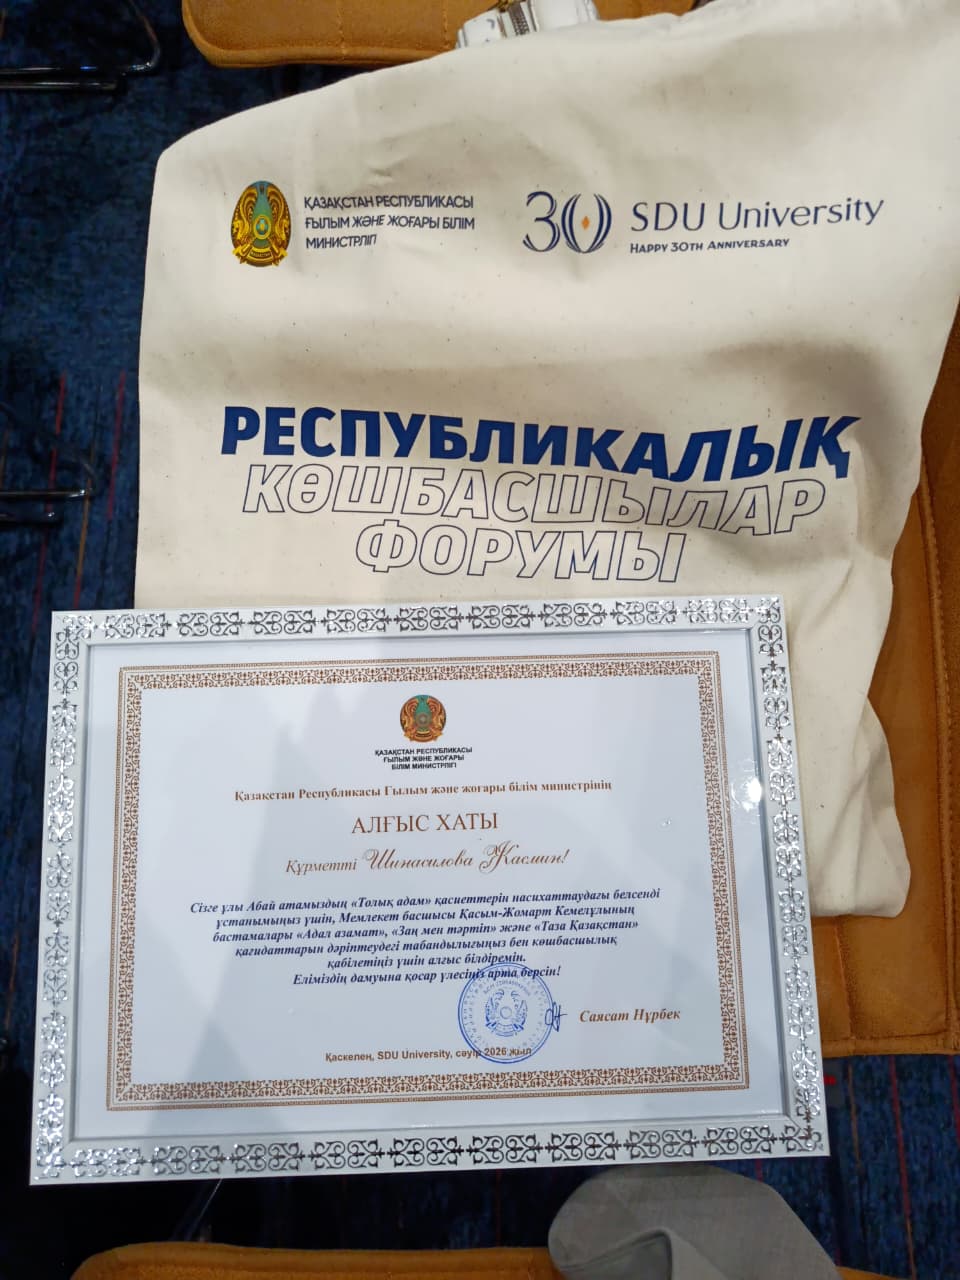 ҚАЗАҚСТАН РЕСПУБЛИКАСЫ
ҒЫЛЫМ ЖӘНЕ ЖОҒАРЫ БІЛІМ
МИНИСТРЛІГІ
30 SDU University
HAPPY 30TH ANNIVERSARY
РЕСПУБЛИКАЛЫҚ
КӨШБАСШЫЛАР
ФОРУМЫ
ҚАЗАҚСТАН РЕСПУБЛИКАСЫ
ҒЫЛЫМ ЖӘНЕ ЖОҒАРЫ
БІЛІМ МИНИСТРЛІГІ
Қазақстан Республикасы Ғылым және жоғары білім министрінің
АЛҒЫС ХАТЫ
Құрметті Шинасилова Жасмин!
Сізге ұлы Абай атамыздың «Толық адам» қасиеттерін насихаттаудағы белсенді
ұстанымыңыз үшін, Мемлекет басшысы Қасым-Жомарт Кемелұлының
бастамалары «Адал азамат», «Заң мен тәртіп» және «Таза Қазақстан»
қағидаттарын дәріптеудегі табандылығыңыз бен көшбасшылық
қабілетіңіз үшін алғыс білдіремін.
Еліміздің дамуына қосар үлесіңіз арта берсін!
Саясат Нұрбек
Қаскелең, SDU University, сәуір 2026 жыл